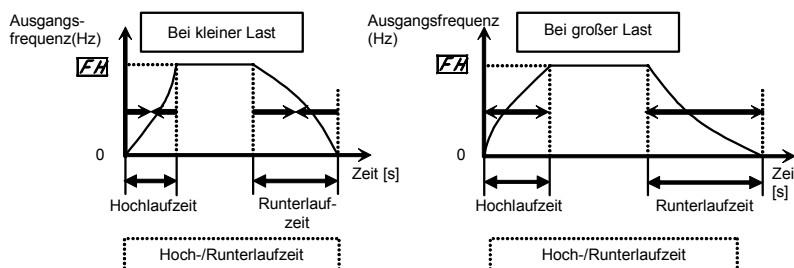 Ausgangs-
frequenz(Hz)
Bei kleiner Last
FH
0
Zeit [s]
Hochlaufzeit
Runterlauf-
zeit
Hoch-/Runterlaufzeit
Ausgangsfrequenz
(Hz)
Bei großer Last
FH
0
Zei
[s]
Hochlaufzeit
Runterlaufzeit
Hoch-/Runterlaufzeit